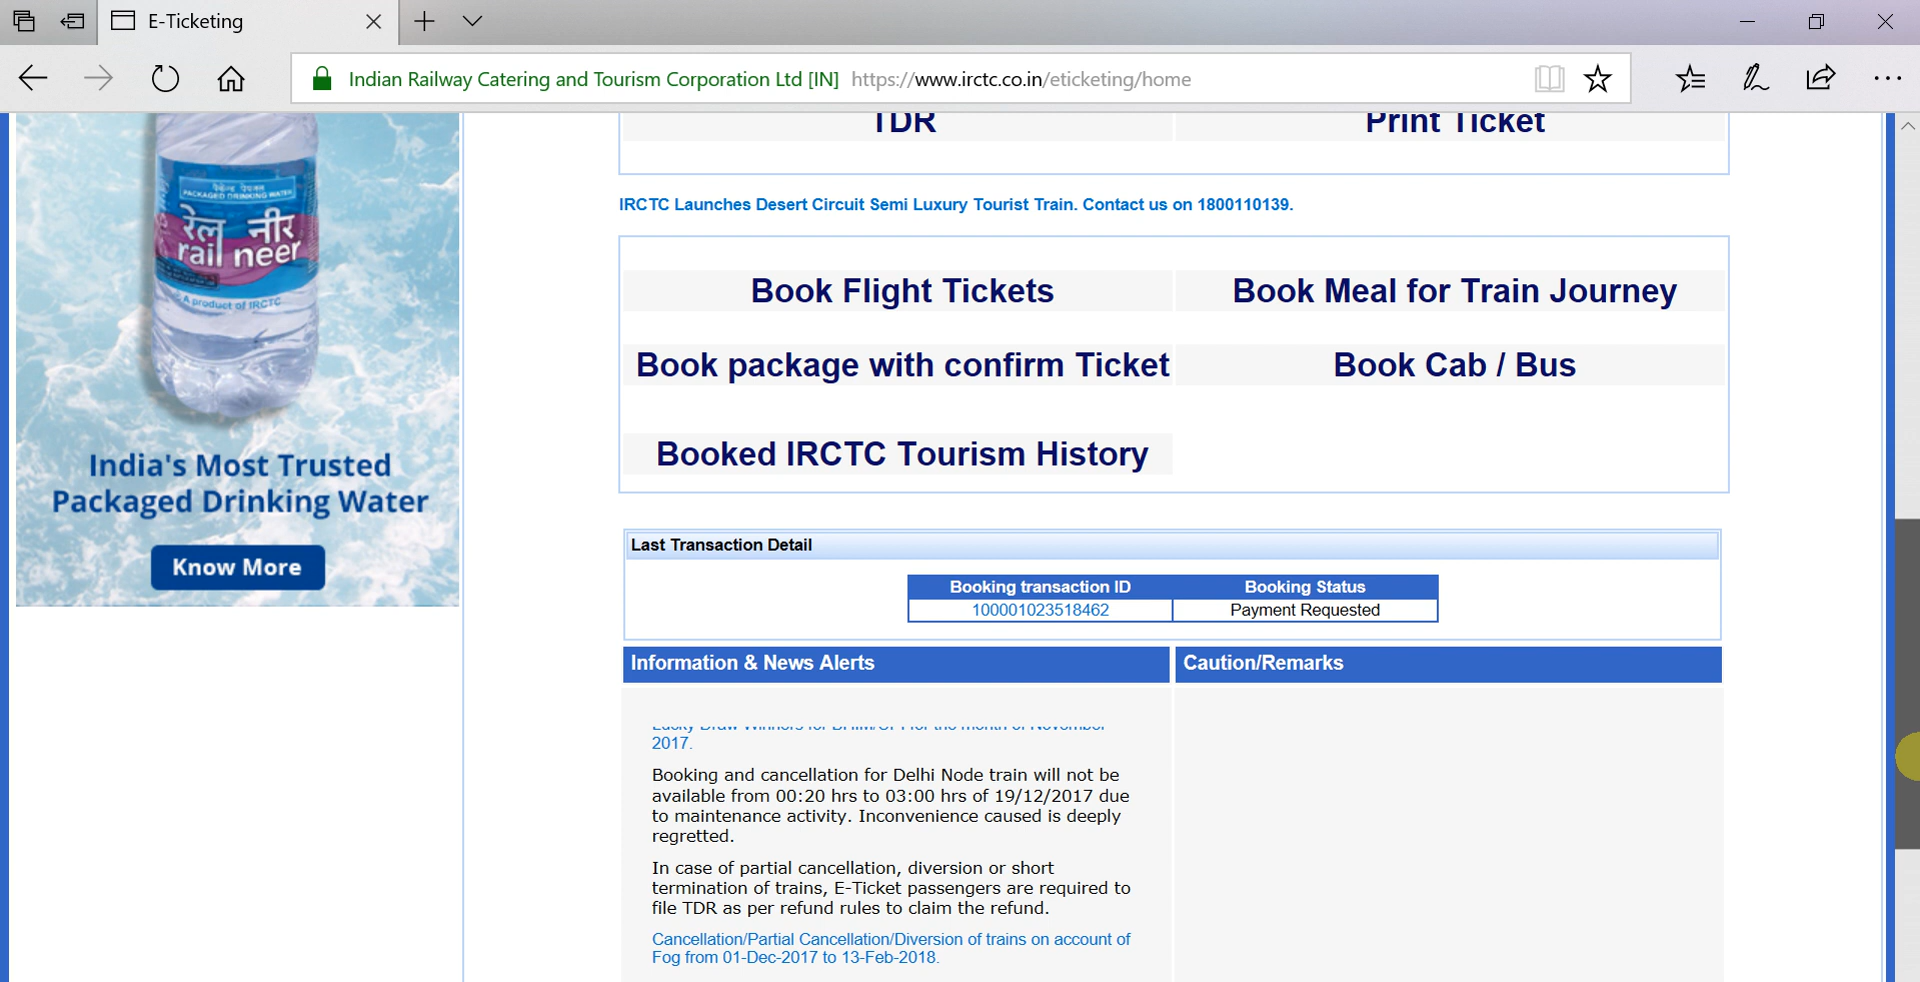 E-Ticketing
Indian Railway Catering and Tourism Corporation Ltd [IN] https://www.irctc.co.in/eticketing/home
TDR
Print Ticket
IRCTC Launches Desert Circuit Semi Luxury Tourist Train. Contact us on 1800110139.
Book Flight Tickets
Book Meal for Train Journey
Book package with confirm Ticket
Book Cab / Bus
Booked IRCTC Tourism History
PACKAGED DRINKING WATER
रेल नीर
rail neer
A product of IRCTC
India's Most Trusted
Packaged Drinking Water
Know More
Last Transaction Detail
Booking transaction ID
Booking Status
100001023518462
Payment Requested
Information & News Alerts
Caution/Remarks
2017.
Booking and cancellation for Delhi Node train will not be
available from 00:20 hrs to 03:00 hrs of 19/12/2017 due
to maintenance activity. Inconvenience caused is deeply
regretted.
In case of partial cancellation, diversion or short
termination of trains, E-Ticket passengers are required to
file TDR as per refund rules to claim the refund.
Cancellation/Partial Cancellation/Diversion of trains on account of
Fog from 01-Dec-2017 to 13-Feb-2018.